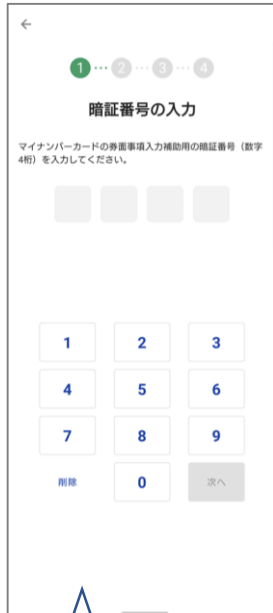 1 2 3 4
暗証番号の入力
マイナンバーカードの券面事項入力補助用の暗証番号（数字
4桁）を入力してください。
1 2 3
4 5 6
7 8 9
削除 0 次へ